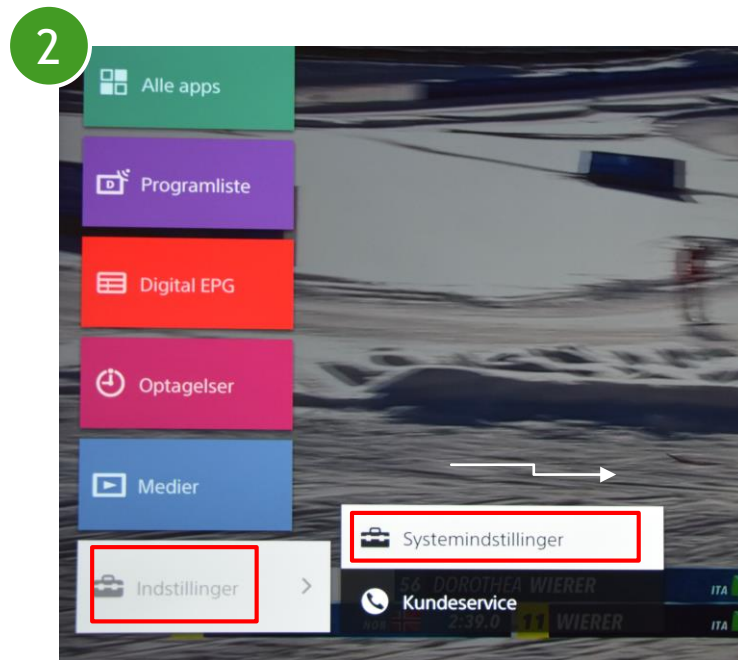 2
Alle apps
D
Programliste
Digital EPG
Optagelser
Medier
Systemindstillinger
Indstillinger
56 DOROTHEA WIERER ITA
Kundeservice
NOR 2:39.0 11 WIERER ITA